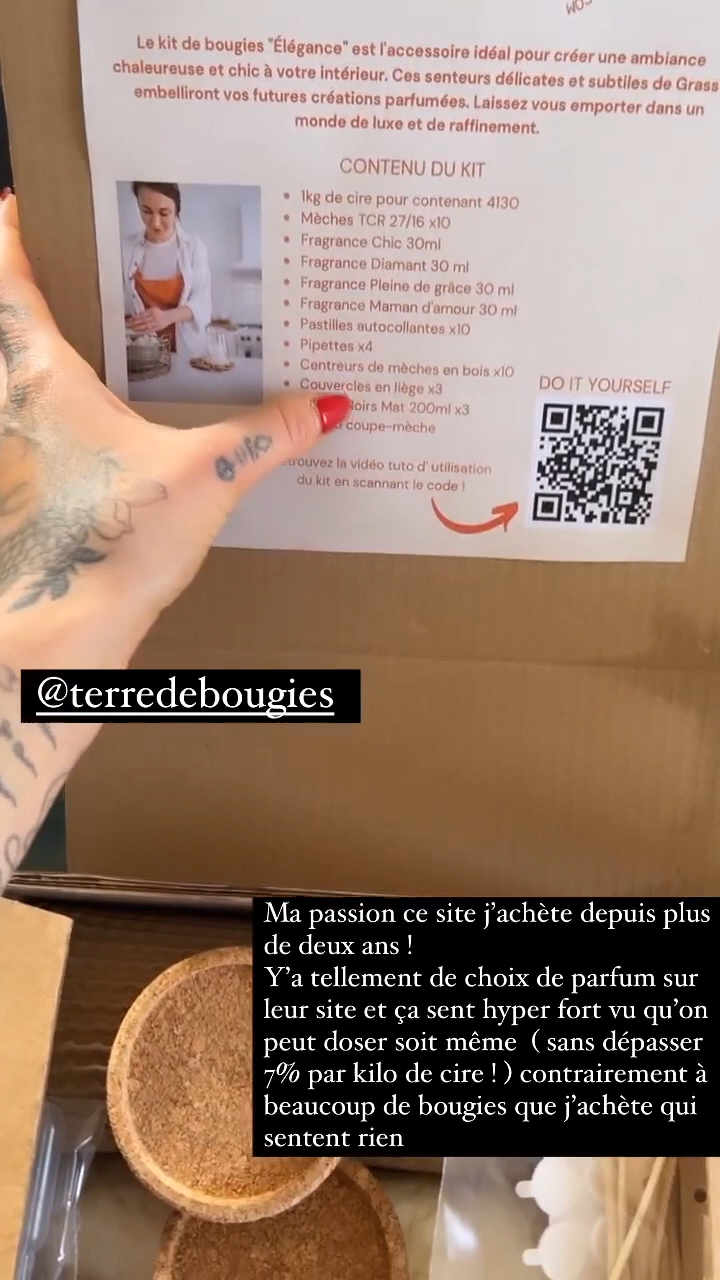 Le kit de bougies "Élégance" est l'accessoire idéal pour créer une ambiance
chaleureuse et chic à votre intérieur. Ces senteurs délicates et subtiles de Grass
embelliront vos futures créations parfumées. Laissez vous emporter dans un
monde de luxe et de raffinement.
CONTENU DU KIT
• 1kg de cire pour contenant 4130
• Mèches TCR 27/16 x10
• Fragrance Chic 30ml
• Fragrance Diamant 30 ml
• Fragrance Pleine de grâce 30 ml
• Fragrance Maman d'amour 30 ml
• Pastilles autocollantes x10
• Pipettes x4
• Centreurs de mèches en bois x10
• Couvercles en liège x3
Noirs Mat 200ml x3
coupe-mèche
DO IT YOURSELF
la vidéo tuto d' utilisation
du kit en scannant le code !
@terredebougies
Ma passion ce site j'achète depuis plus
de deux ans !
Y'a tellement de choix de parfum sur
leur site et ça sent hyper fort vu qu'on
peut doser soit même ( sans dépasser
7% par kilo de cire ! ) contrairement à
beaucoup de bougies que j'achète qui
sentent rien